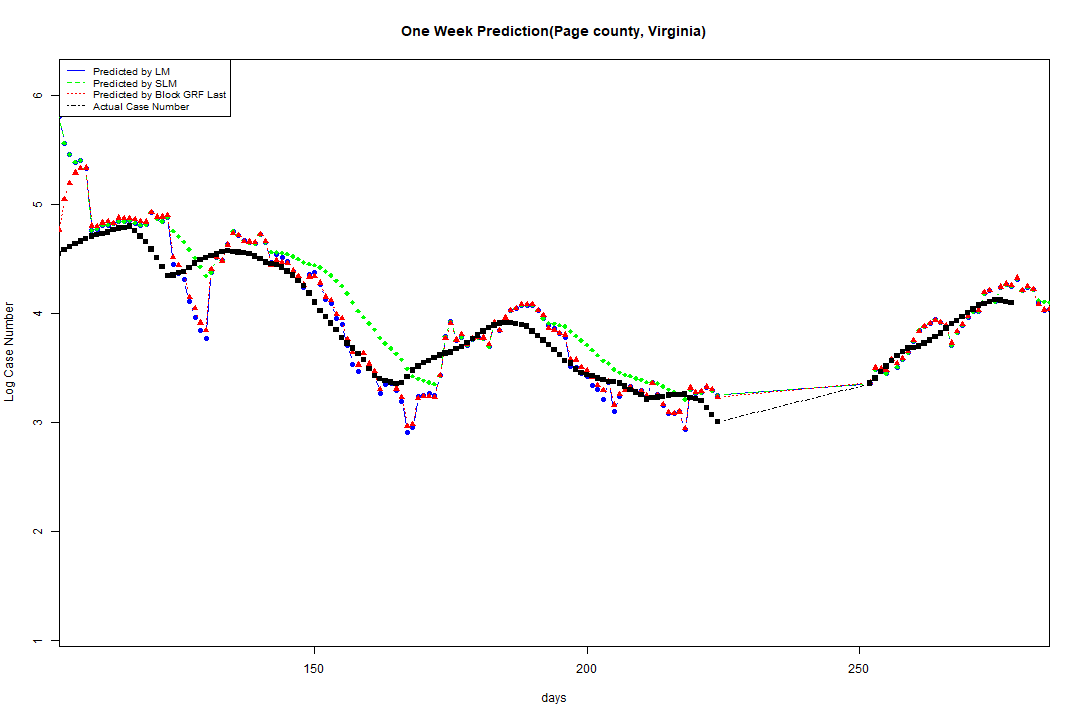 One Week Prediction(Page county, Virginia)
Predicted by LM
Predicted by SLM
Predicted by Block GRF Last
Actual Case Number
6
5
4
3
2
1
Log Case Number
150 200 250
days